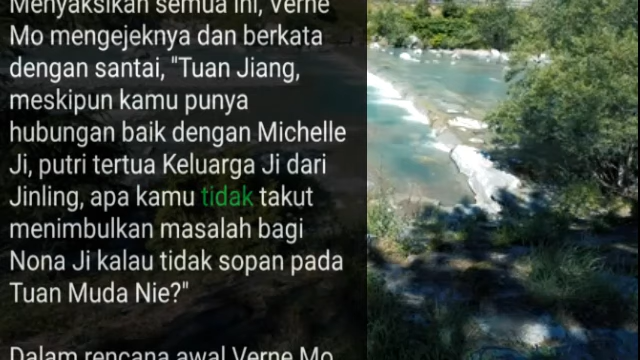 Menyaksikan semua ini, Verne
Mo mengejeknya dan berkata
dengan santai, "Tuan Jiang,
meskipun kamu punya
hubungan baik dengan Michelle
Ji, putri tertua Keluarga Ji dari
Jinling, apa kamu tidak takut
menimbulkan masalah bagi
Nona Ji kalau tidak sopan pada
Tuan Muda Nie?"
Dalam rencana awal Verne Mo